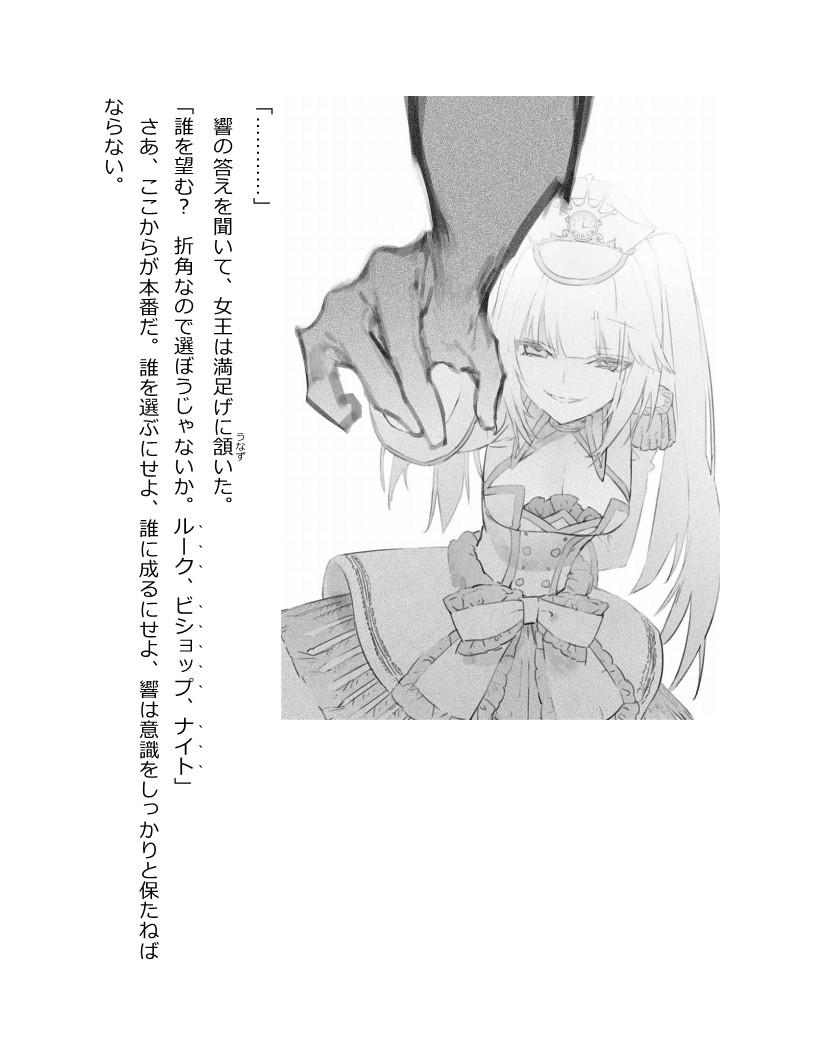 「…………」
響の答えを聞いて、女王は満足げに頷いた。
「誰を望む？　折角なので選ぼうじゃないか。ルーク、ビショップ、ナイト」
さあ、ここからが本番だ。誰を選ぶにせよ、誰に成るにせよ、響は意識をしっかりと保たねば
ならない。